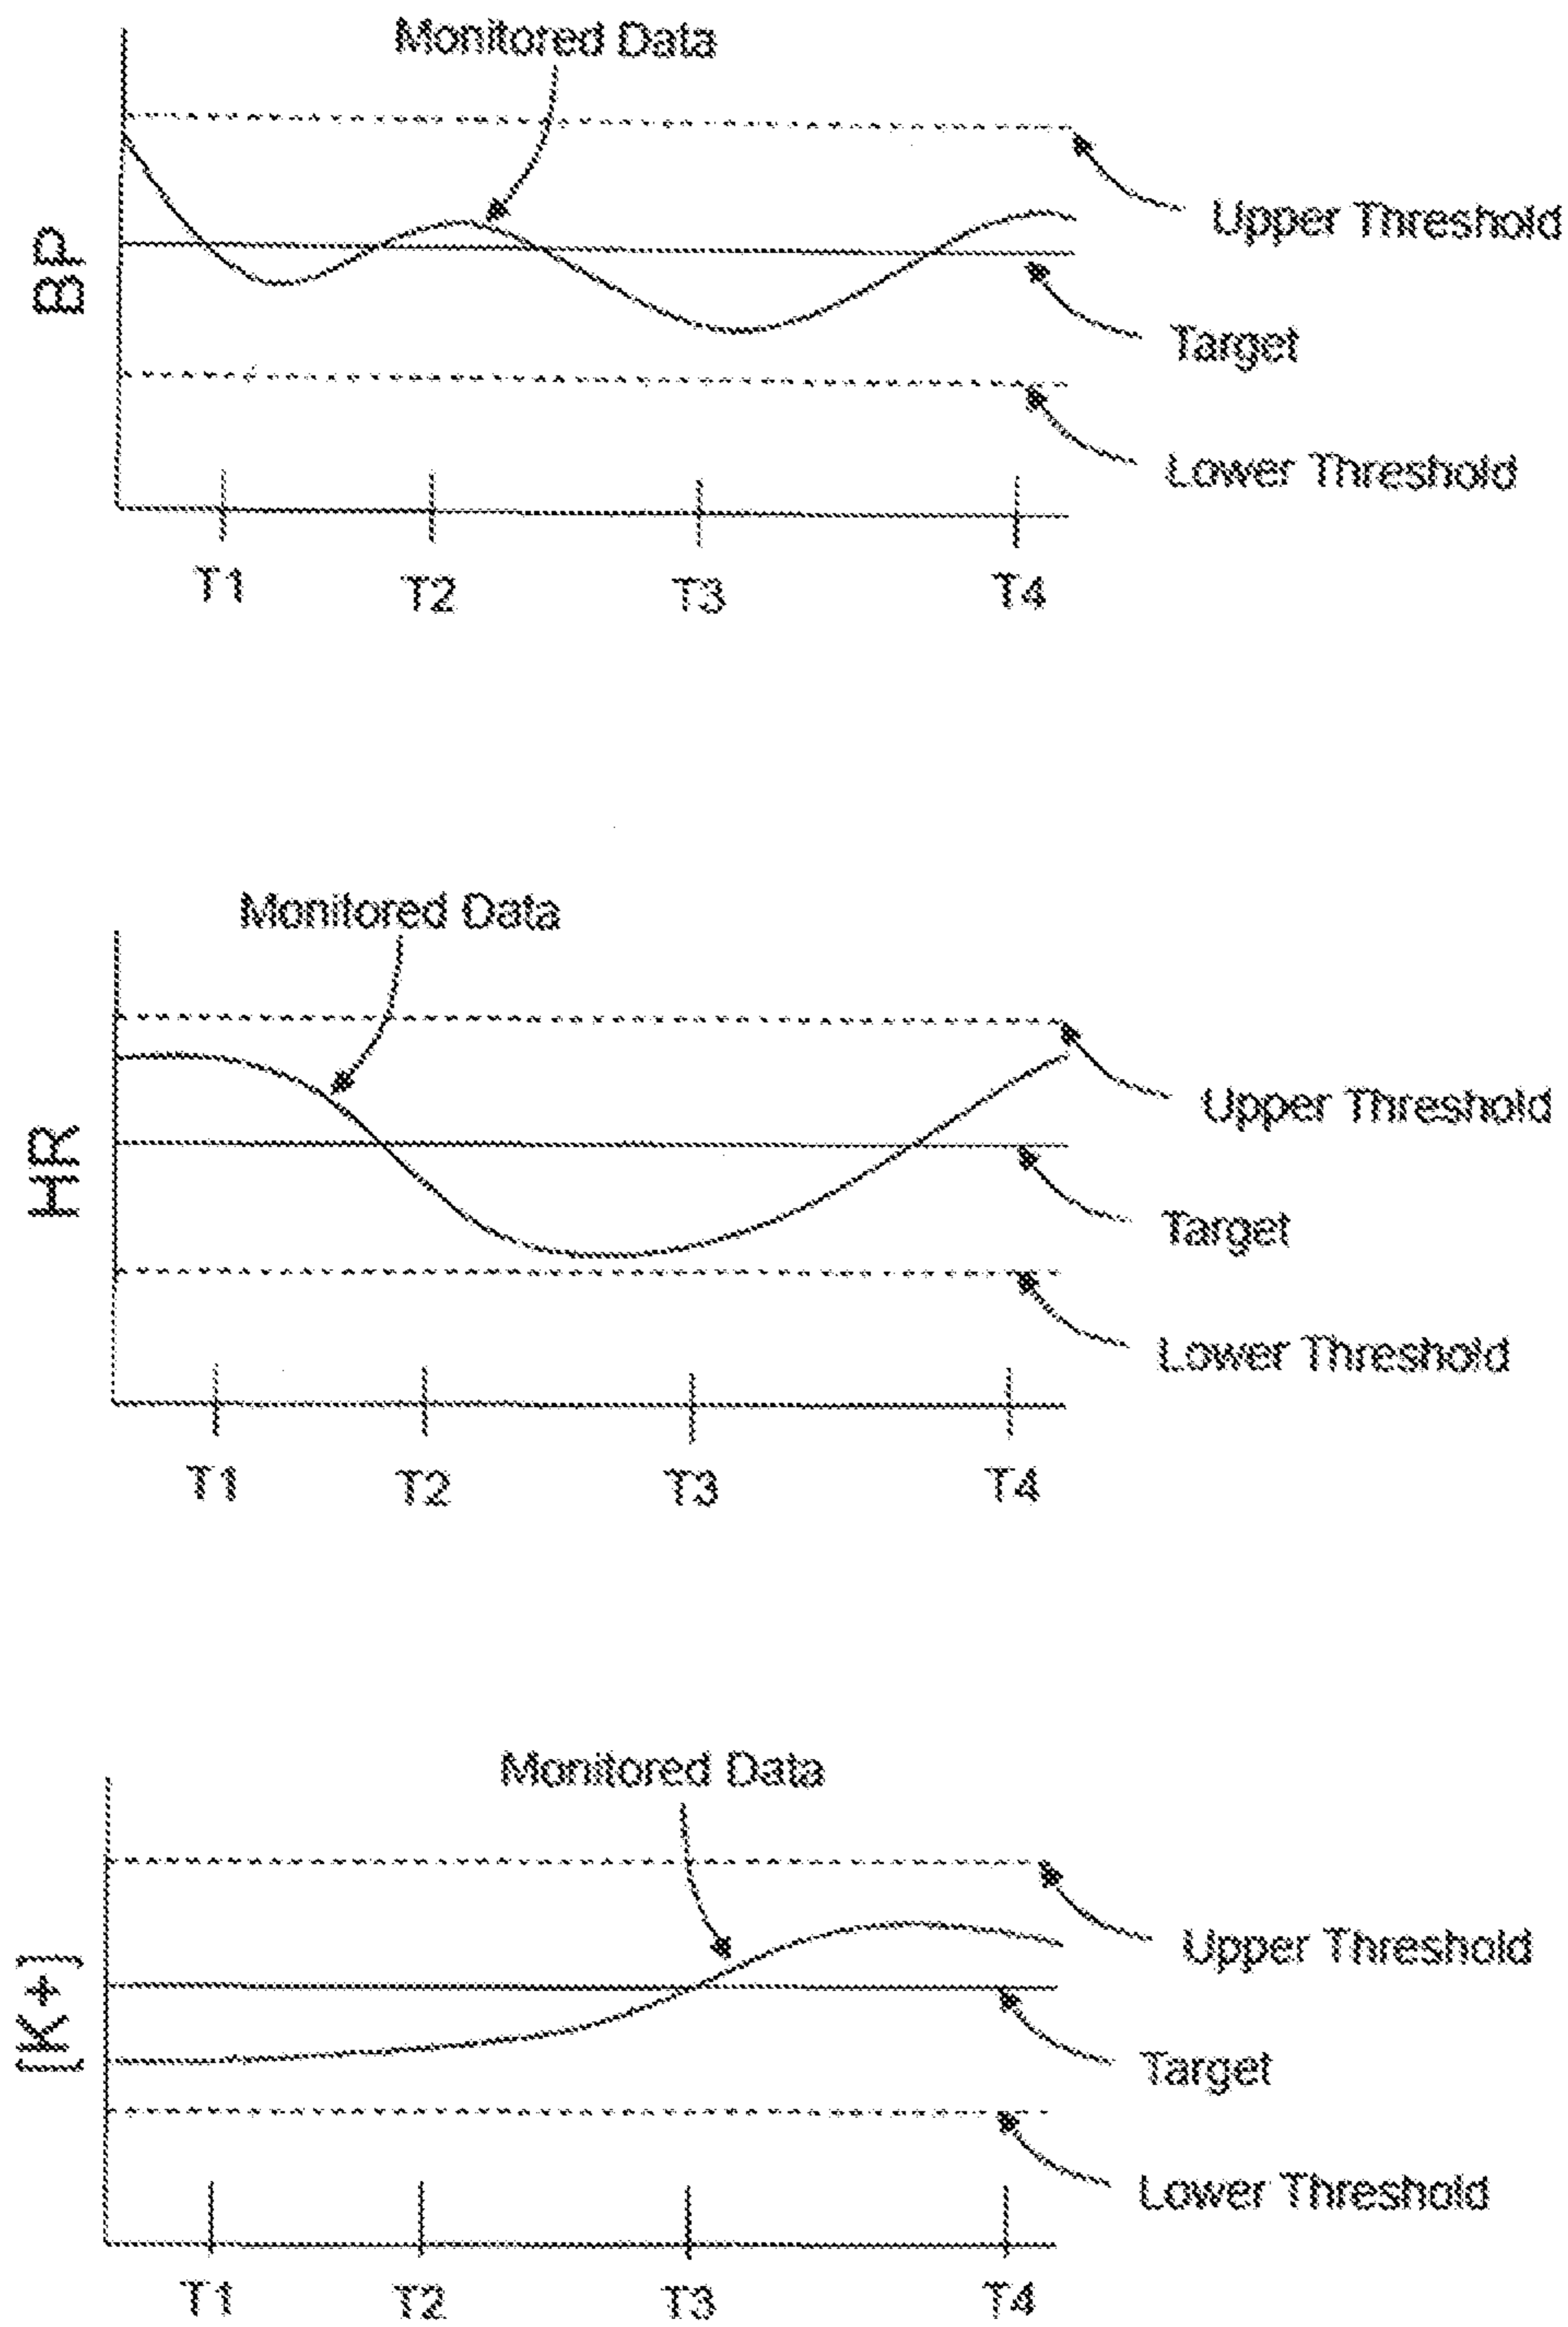 Monitored Data
Upper Threshold
BP
Target
Lower Threshold
T1 T2 T3 T4
Monitored Data
Upper Threshold
HR
Target
Lower Threshold
T1 T2 T3 T4
Monitored Data
Upper Threshold
[K+]
Target
Lower Threshold
T1 T2 T3 T4